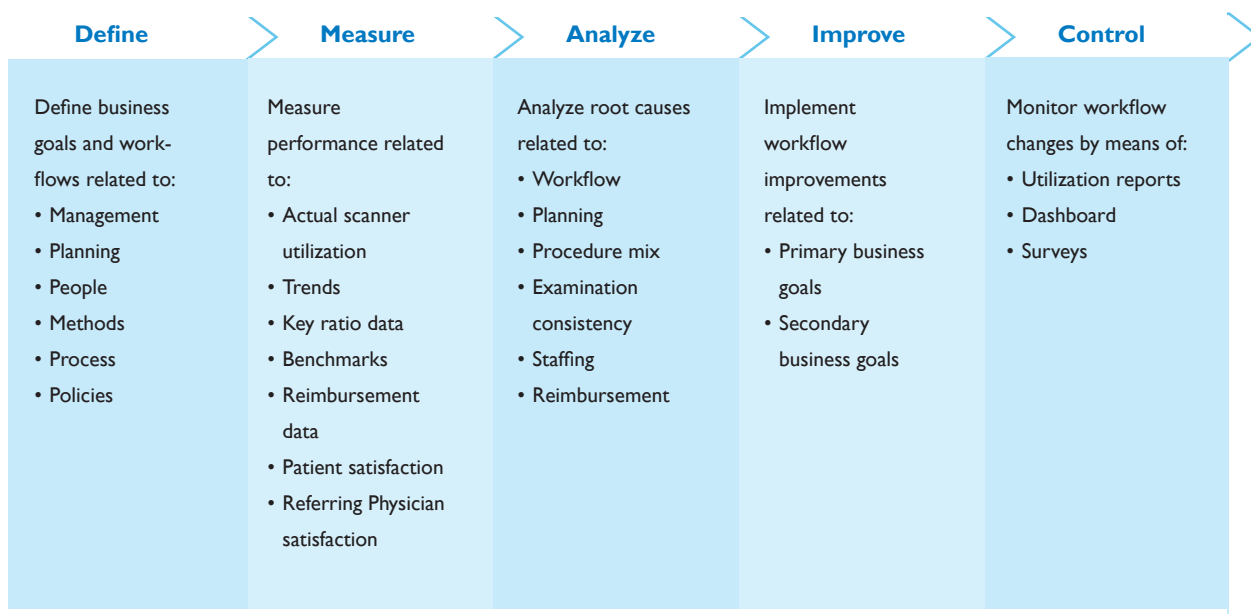 Define
Measure
Analyze
Improve
Control
Define business
goals and work-
flows related to:
• Management
• Planning
• People
• Methods
• Process
• Policies
Measure
performance related
to:
• Actual scanner
utilization
• Trends
• Key ratio data
• Benchmarks
• Reimbursement
data
• Patient satisfaction
• Referring Physician
satisfaction
Analyze root causes
related to:
• Workflow
• Planning
• Procedure mix
• Examination
consistency
• Staffing
• Reimbursement
Implement
workflow
improvements
related to:
• Primary business
goals
• Secondary
business goals
Monitor workflow
changes by means of:
• Utilization reports
• Dashboard
• Surveys